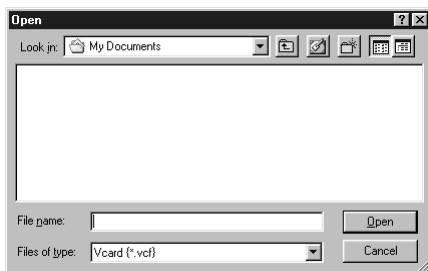 Open
Look in: My Documents
File name:
Open
Files of type: Vcard {*.vcf}
Cancel